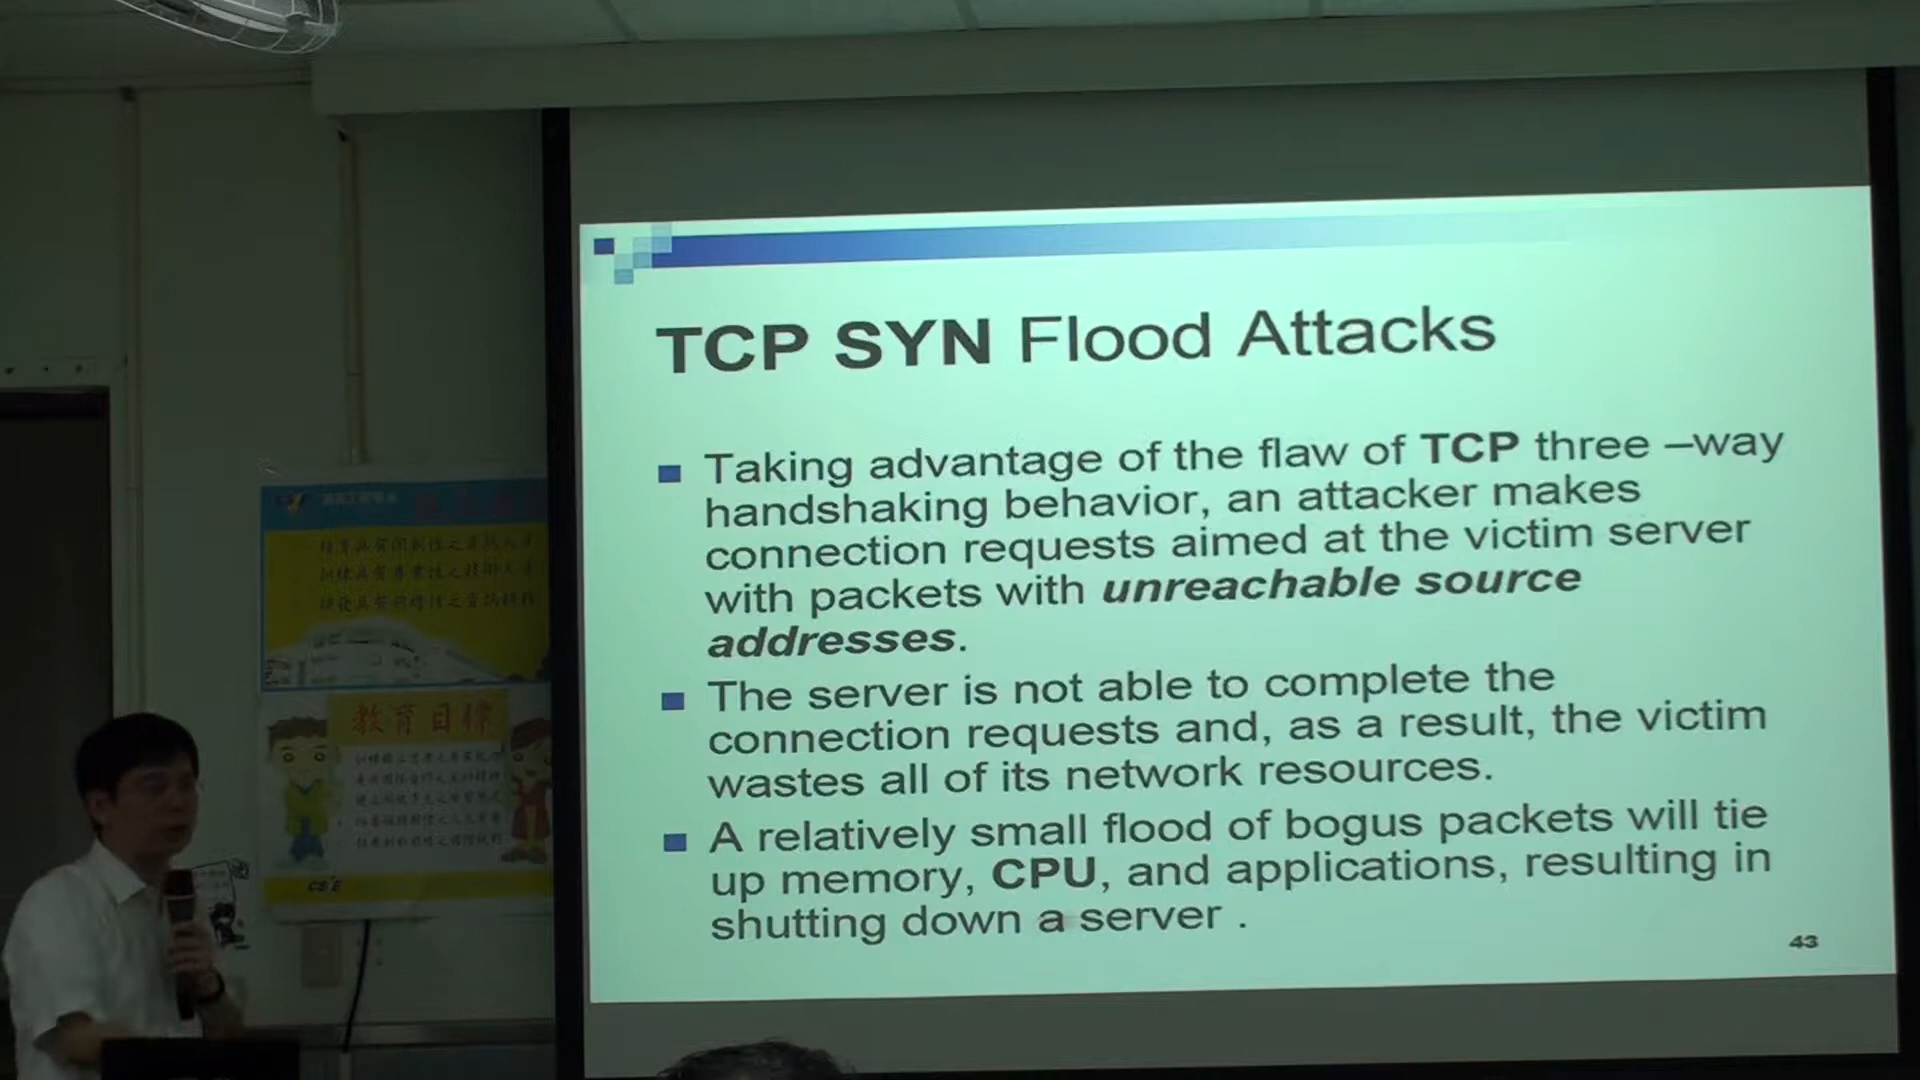 TCP SYN Flood Attacks
Taking advantage of the flaw of TCP three –way
handshaking behavior, an attacker makes
connection requests aimed at the victim server
with packets with unreachable source
addresses.
The server is not able to complete the
connection requests and, as a result, the victim
wastes all of its network resources.
A relatively small flood of bogus packets will tie
up memory, CPU, and applications, resulting in
shutting down a server .
43
教育目標